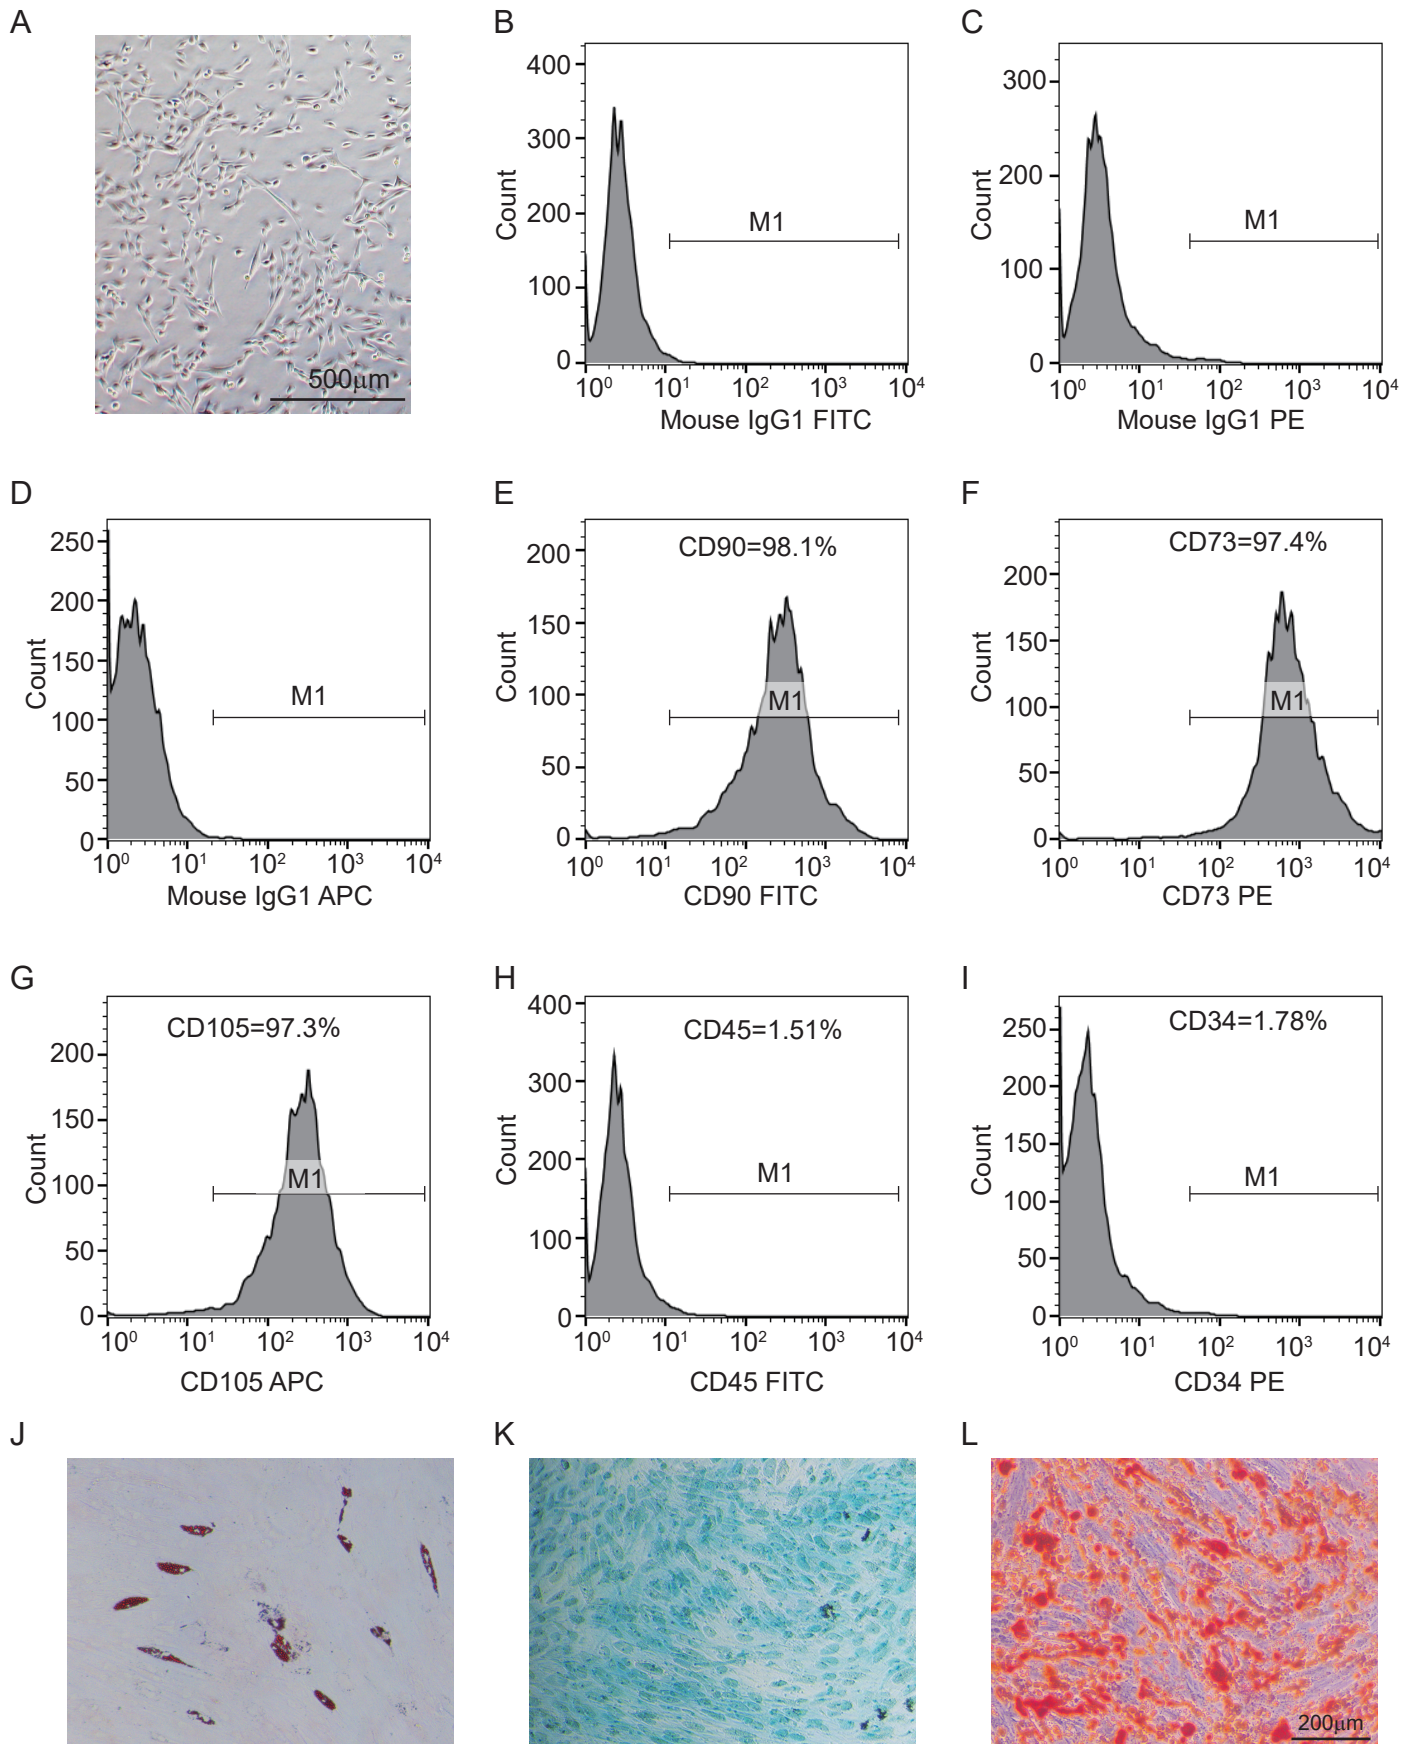 A
500μm
B
400
300
200
100
0
Count
M1
10⁰ 10¹ 10² 10³ 10⁴
Mouse IgG1 FITC
C
300
200
100
0
Count
M1
10⁰ 10¹ 10² 10³ 10⁴
Mouse IgG1 PE
D
250
200
150
100
50
0
Count
M1
10⁰ 10¹ 10² 10³ 10⁴
Mouse IgG1 APC
E
CD90=98.1%
200
150
100
50
0
Count
M1
10⁰ 10¹ 10² 10³ 10⁴
CD90 FITC
F
CD73=97.4%
200
150
100
50
0
Count
M1
10⁰ 10¹ 10² 10³ 10⁴
CD73 PE
G
CD105=97.3%
200
150
100
50
0
Count
M1
10⁰ 10¹ 10² 10³ 10⁴
CD105 APC
H
CD45=1.51%
400
300
200
100
0
Count
M1
10⁰ 10¹ 10² 10³ 10⁴
CD45 FITC
I
CD34=1.78%
250
200
150
100
50
0
Count
M1
10⁰ 10¹ 10² 10³ 10⁴
CD34 PE
J
K
L
200μm